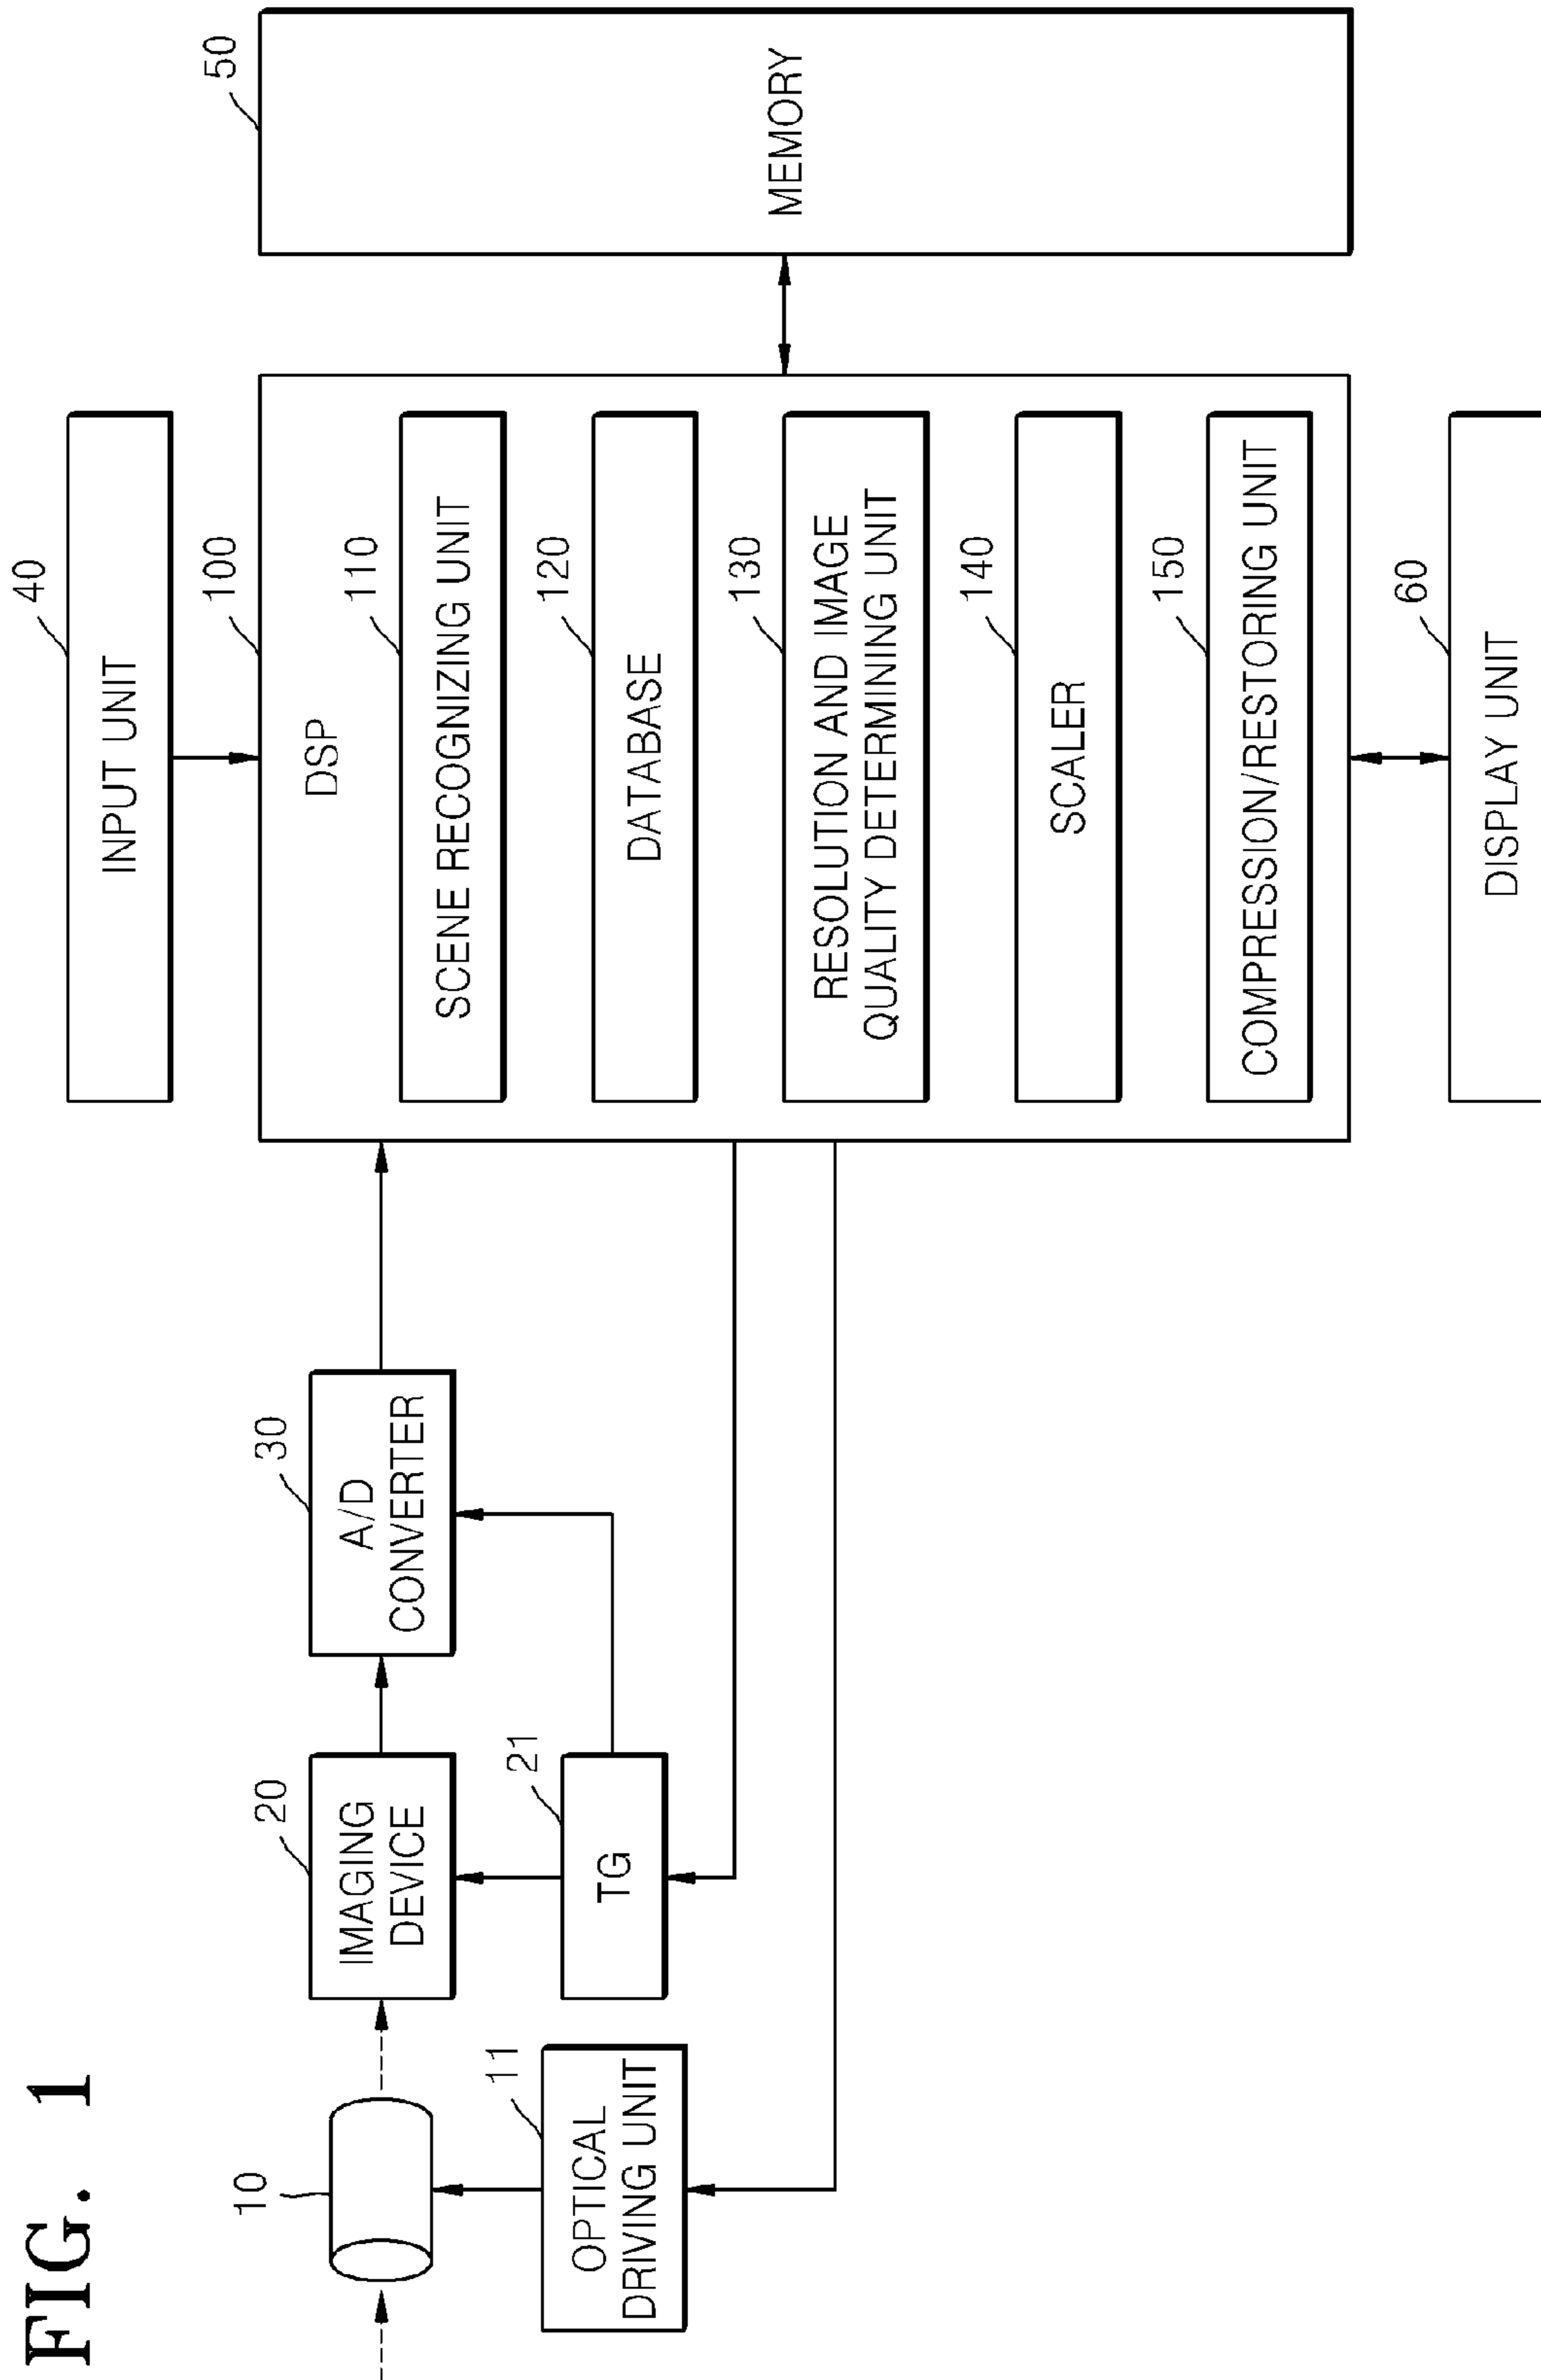 FIG. 1
10
OPTICAL
DRIVING UNIT
11
20
IMAGING
DEVICE
21
TG
30
A/D
CONVERTER
40
INPUT UNIT
100
DSP
110
SCENE RECOGNIZING UNIT
120
DATABASE
130
RESOLUTION AND IMAGE
QUALITY DETERMINING UNIT
140
SCALER
150
COMPRESSION/RESTORING UNIT
60
DISPLAY UNIT
50
MEMORY